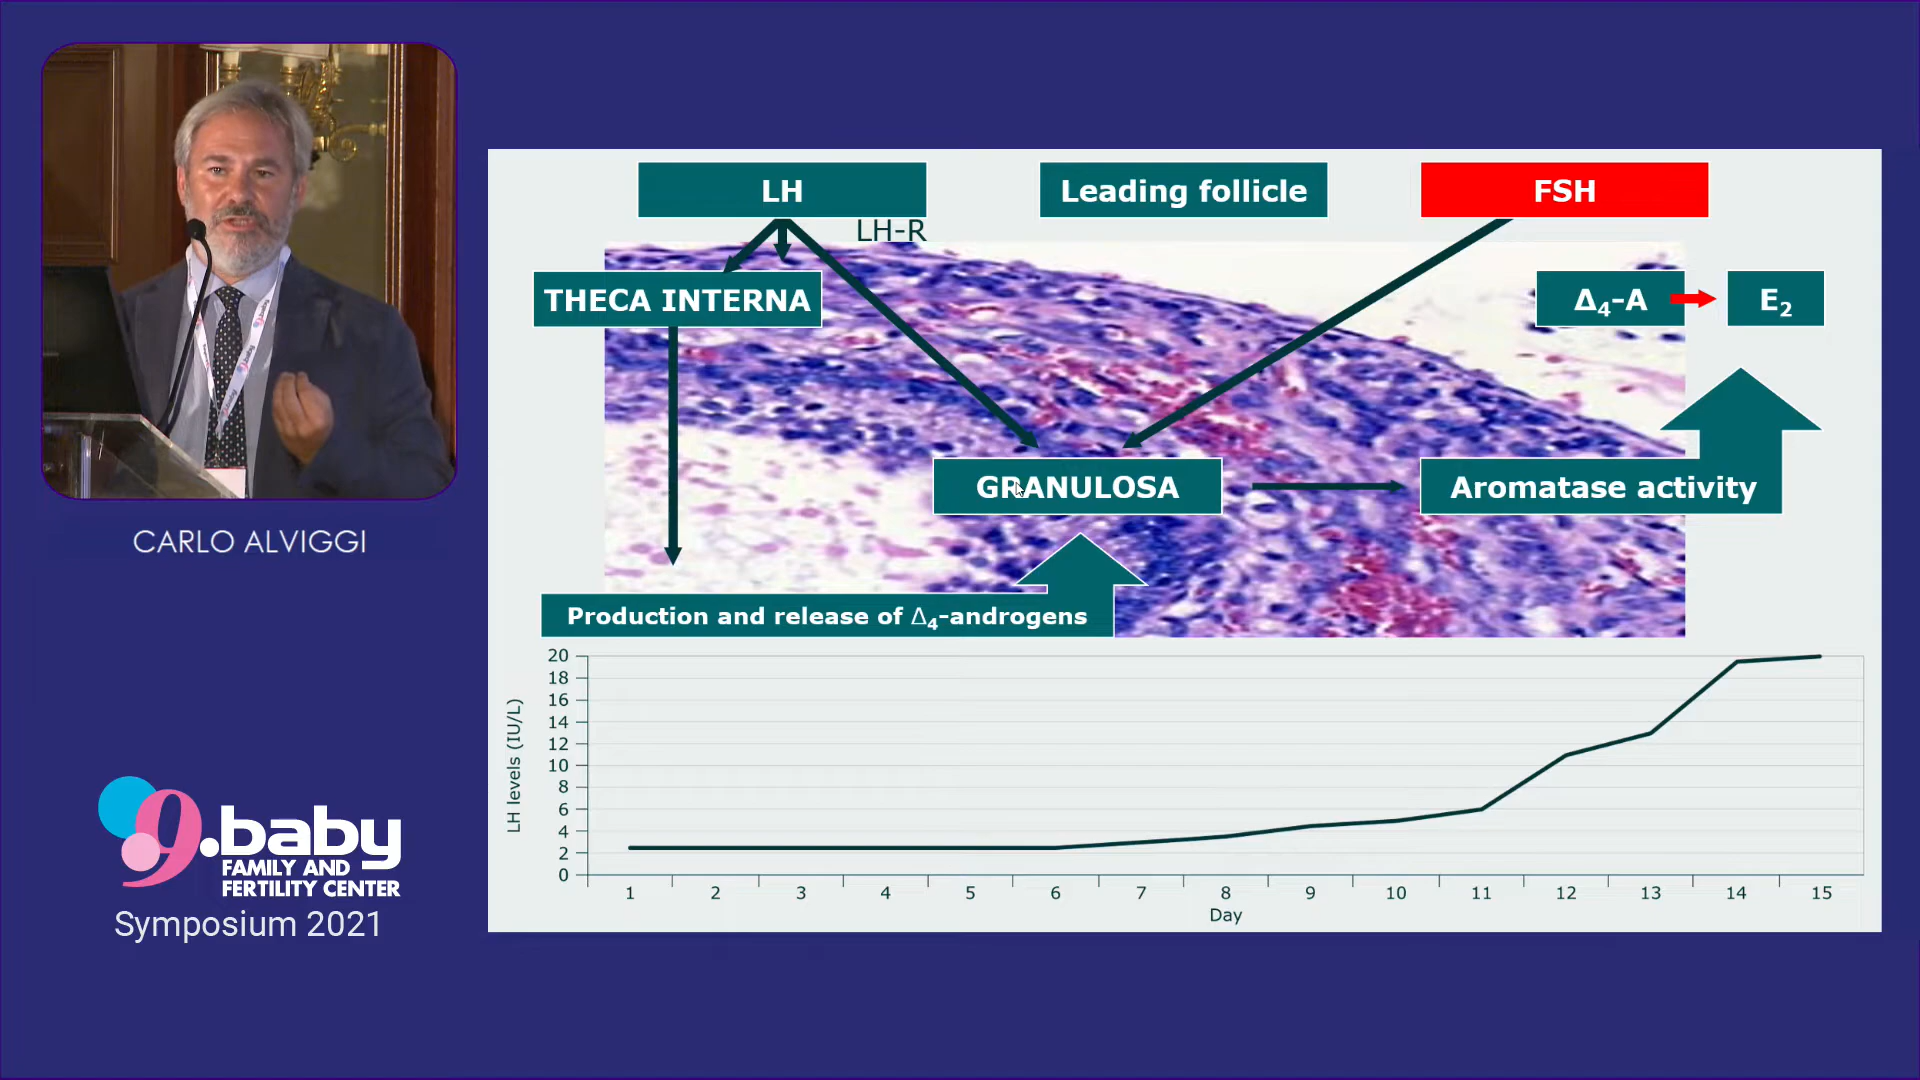 LH
Leading follicle
FSH
LH-R
THECA INTERNA
Δ₄-A
E₂
GRANULOSA
Aromatase activity
Production and release of Δ₄-androgens
CARLO ALVIGGI
9.baby
FAMILY AND
FERTILITY CENTER
Symposium 2021
LH levels (IU/L)
20
18
16
14
12
10
8
6
4
2
0
1 2 3 4 5 6 7 8 9 10 11 12 13 14 15
Day